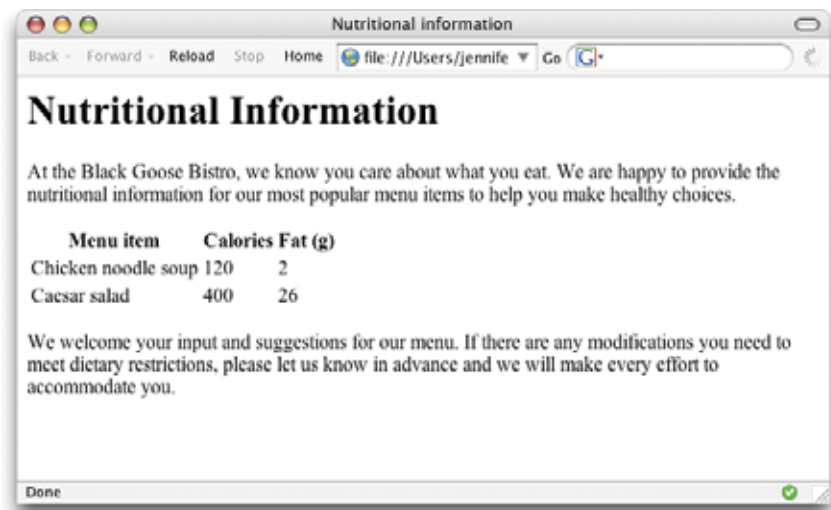 Nutritional information
Back Forward Reload Stop Home file:///Users/jennife Go G
Nutritional Information
At the Black Goose Bistro, we know you care about what you eat. We are happy to provide the
nutritional information for our most popular menu items to help you make healthy choices.
Menu item Calories Fat (g)
Chicken noodle soup 120 2
Caesar salad 400 26
We welcome your input and suggestions for our menu. If there are any modifications you need to
meet dietary restrictions, please let us know in advance and we will make every effort to
accommodate you.
Done